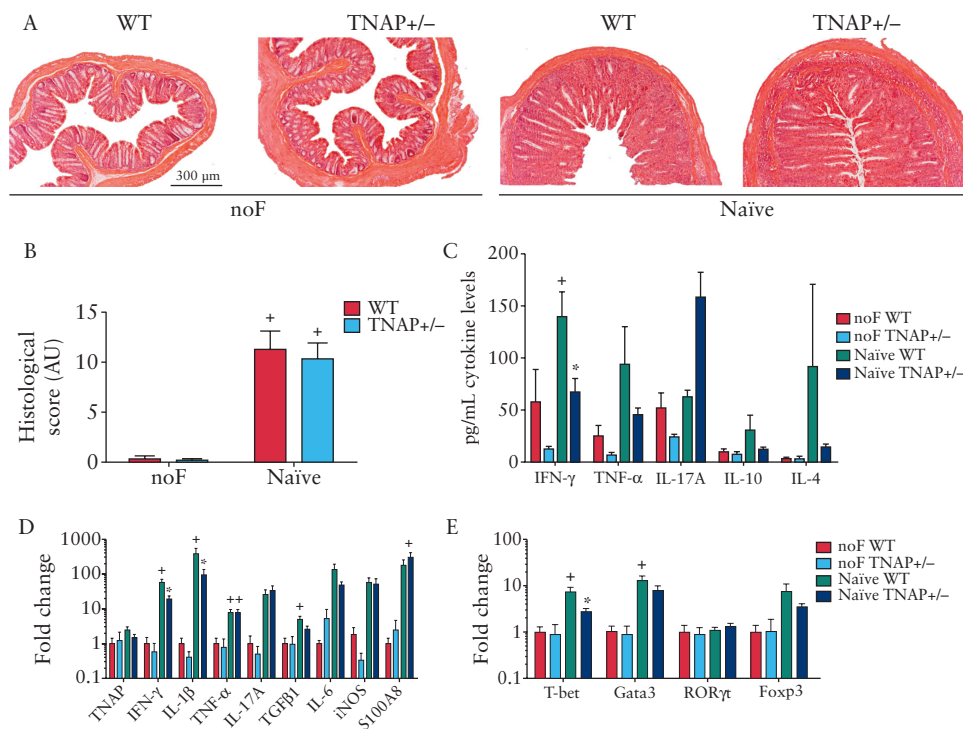 A
WT
TNAP+/–
WT
TNAP+/–
300 µm
noF
Naïve
B
Histological
score (AU)
15
10
5
0
+
+
WT
TNAP+/–
noF
Naïve
C
pg/mL cytokine levels
200
150
100
50
0
+
*
noF WT
noF TNAP+/–
Naïve WT
Naïve TNAP+/–
IFN-γ
TNF-α
IL-17A
IL-10
IL-4
D
Fold change
1000
100
10
1
0.1
+
*
+
*
++
+
+
TNAP
IFN-γ
IL-1β
TNF-α
IL-17A
TGFβ1
IL-6
iNOS
S100A8
E
Fold change
100
10
1
0.1
+
*
+
noF WT
noF TNAP+/–
Naïve WT
Naïve TNAP+/–
T-bet
Gata3
RORγt
Foxp3